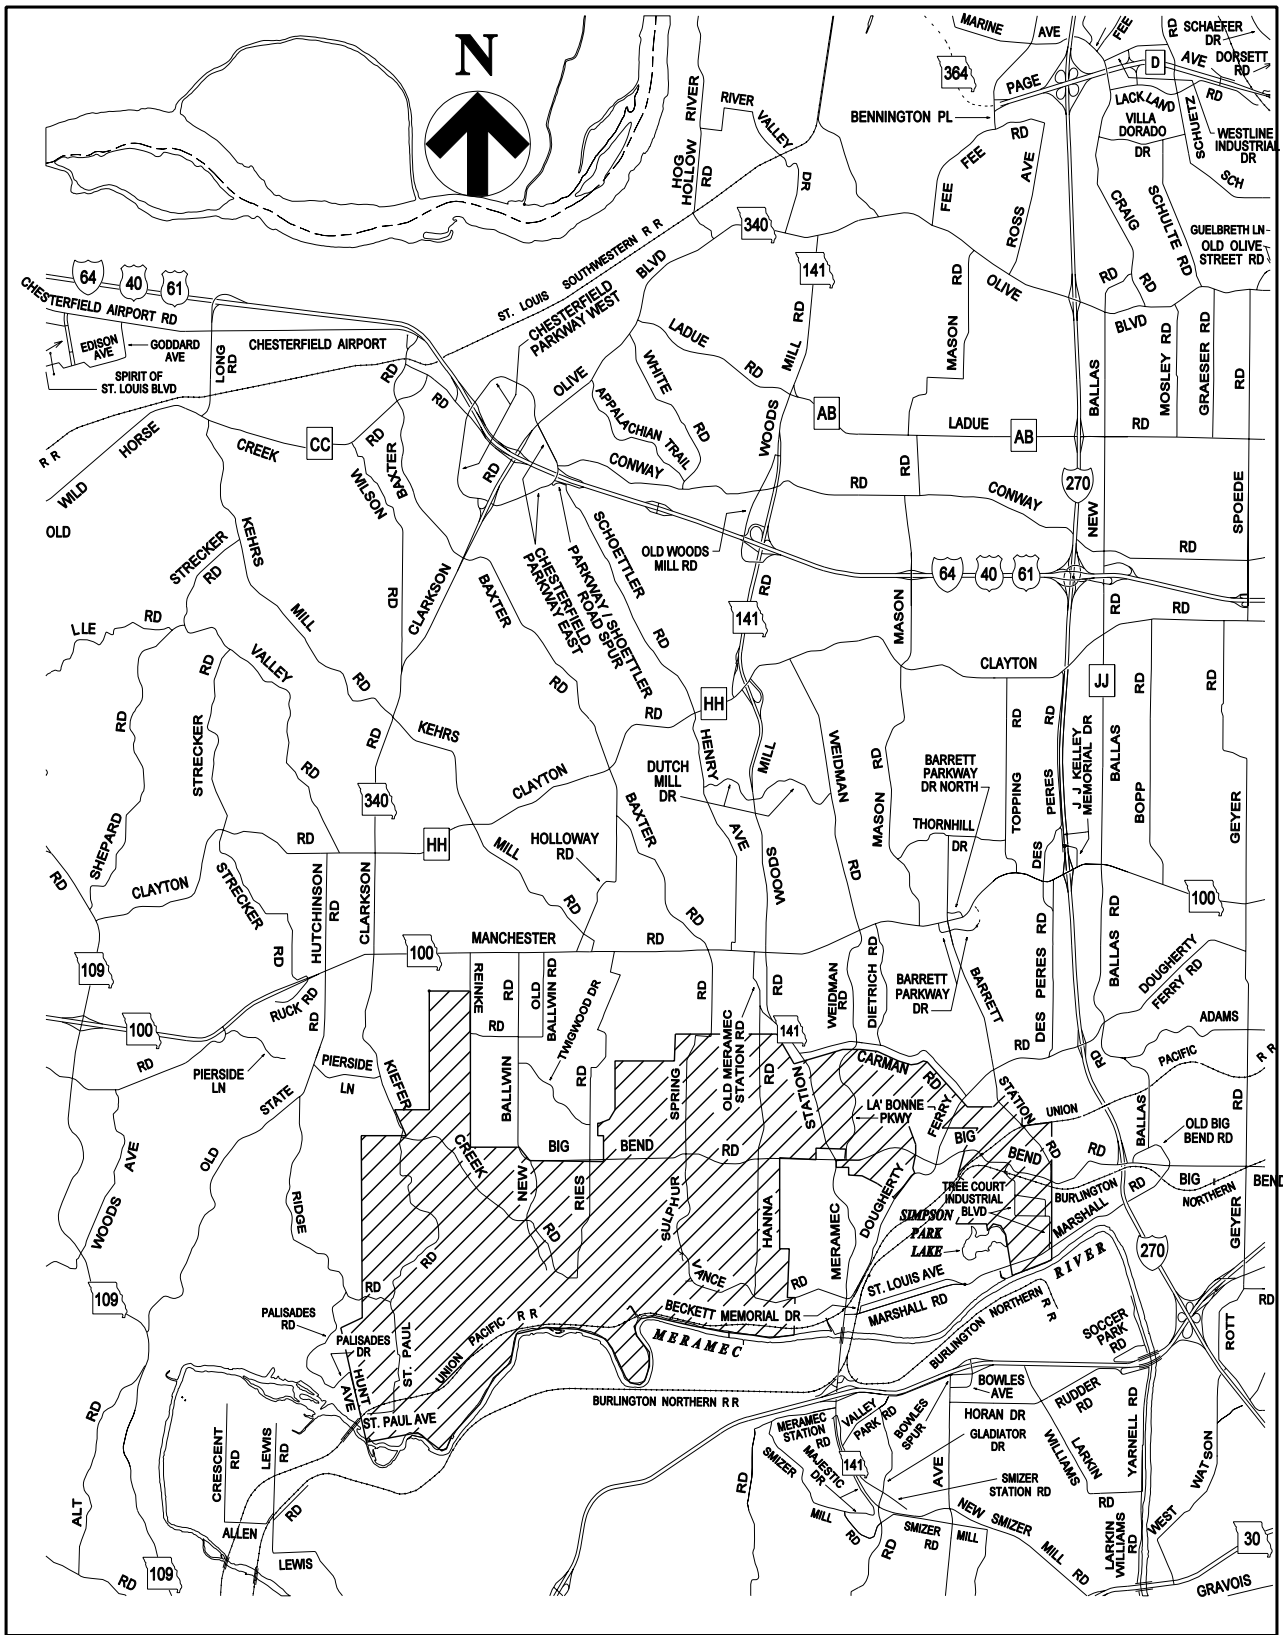 N
MARINE
AVE
FEE
RD
SCHAEFER
DR
AVE
DORSETT
RD
D
364
PAGE
BENNINGTON PL
LACKLAND
RD
VILLA
DORADO
DR
SCHUETZ
WESTLINE
INDUSTRIAL
DR
SCH
RIVER
VALLEY
DR
HOG
HOLLOW
RD
RIVER
FEE
FEE
RD
ROSS
AVE
CRAIG
RD
SCHULTE RD
GUELBRETH LN
OLD OLIVE
STREET RD
340
141
64
40
61
CHESTERFIELD AIRPORT RD
EDISON
AVE
GODDARD
AVE
SPIRIT OF
ST. LOUIS BLVD
LONG
RD
CHESTERFIELD AIRPORT
RD
ST. LOUIS SOUTHWESTERN R R
CHESTERFIELD
PARKWAY WEST
OLIVE
BLVD
LADUE
RD
WHITE
RD
APPALACHIAN TRAIL
CONWAY
MILL
RD
WOODS
MASON
RD
OLIVE
RD
BLVD
BALLAS
NEW
MOSLEY RD
GRAESER RD
RD
SPOEDE
AB
LADUE
AB
RD
270
R R
WILD
HORSE
CREEK
CC
RD
OLD
WILSON
RD
BAXTER
RD
KEHRS
STRECKER
RD
MILL
RD
CLARKSON
RD
BAXTER
RD
CHESTERFIELD
PARKWAY EAST
PARKWAY / SHOETTLER
ROAD SPUR
SCHOETTLER
RD
OLD WOODS
MILL RD
RD
CONWAY
RD
64
40
61
141
RD
MASON
RD
CLAYTON
RD
JJ
LLE
RD
VALLEY
RD
SHEPARD
RD
STRECKER
RD
KEHRS
MILL
RD
340
HH
CLAYTON
RD
HH
HENRY
AVE
MILL
WOODS
DUTCH
MILL
DR
WEIDMAN
RD
MASON
RD
BARRETT
PARKWAY
DR NORTH
THORNHILL
DR
TOPPING
RD
DES
PERES
RD
J J KELLEY
MEMORIAL DR
BALLAS
BOPP
RD
GEYER
RD
RD
CLAYTON
RD
STRECKER
RD
HUTCHINSON
RD
CLARKSON
HOLLOWAY
RD
BAXTER
RD
100
109
100
MANCHESTER
RD
100
RUCK RD
RD
REINKE
RD
RD
OLD
BALLWIN RD
TWIGWOOD DR
RD
RD
OLD MERAMEC
STATION RD
141
WEIDMAN
RD
DIETRICH RD
BARRETT
PARKWAY
DR
BARRETT
STATION
RD
DES PERES RD
RD
BALLAS RD
DOUGHERTY
FERRY RD
ADAMS
RD
PACIFIC
R R
RD
PIERSIDE
LN
PIERSIDE
LN
OLD
STATE
KIEFER
CREEK
RD
BALLWIN
NEW
RD
RIES
RD
BIG
BEND
RD
SPRING
SULPHUR
HANNA
RD
STATION
MERAMEC
CARMAN
RD
LA' BONNE
PKWY
FERRY
DOUGHERTY
BIG
BEND
RD
UNION
BALLAS
OLD BIG
BEND RD
BIG
BEND
BURLINGTON
NORTHERN
TREE COURT
INDUSTRIAL
BLVD
SIMPSON
PARK
LAKE
MARSHALL
RD
GEYER
RD
WOODS
AVE
RIDGE
RD
109
PALISADES
RD
PALISADES
DR
HUNT
AVE
ST. PAUL
ST. PAUL AVE
UNION
PACIFIC
R R
VANCE
RD
BECKETT MEMORIAL DR
MERAMEC
RIVER
ST. LOUIS AVE
MARSHALL RD
BURLINGTON NORTHERN
R R
SOCCER
PARK
RD
270
RD
ROTT
BURLINGTON NORTHERN R R
ALT
RD
109
RD
CRESCENT
RD
LEWIS
RD
ALLEN
RD
LEWIS
RD
MERAMEC
STATION
RD
VALLEY
PARK RD
BOWLES
SPUR
BOWLES
AVE
HORAN DR
GLADIATOR
DR
RUDDER
RD
SMIZER
MILL
RD
MAJESTIC
DR
141
SMIZER
STATION RD
AVE
RD
SMIZER
RD
MILL
NEW SMIZER
MILL
RD
LARKIN
WILLIAMS
RD
LARKIN
WILLIAMS
RD
YARNELL RD
WEST
WATSON
30
GRAVOIS